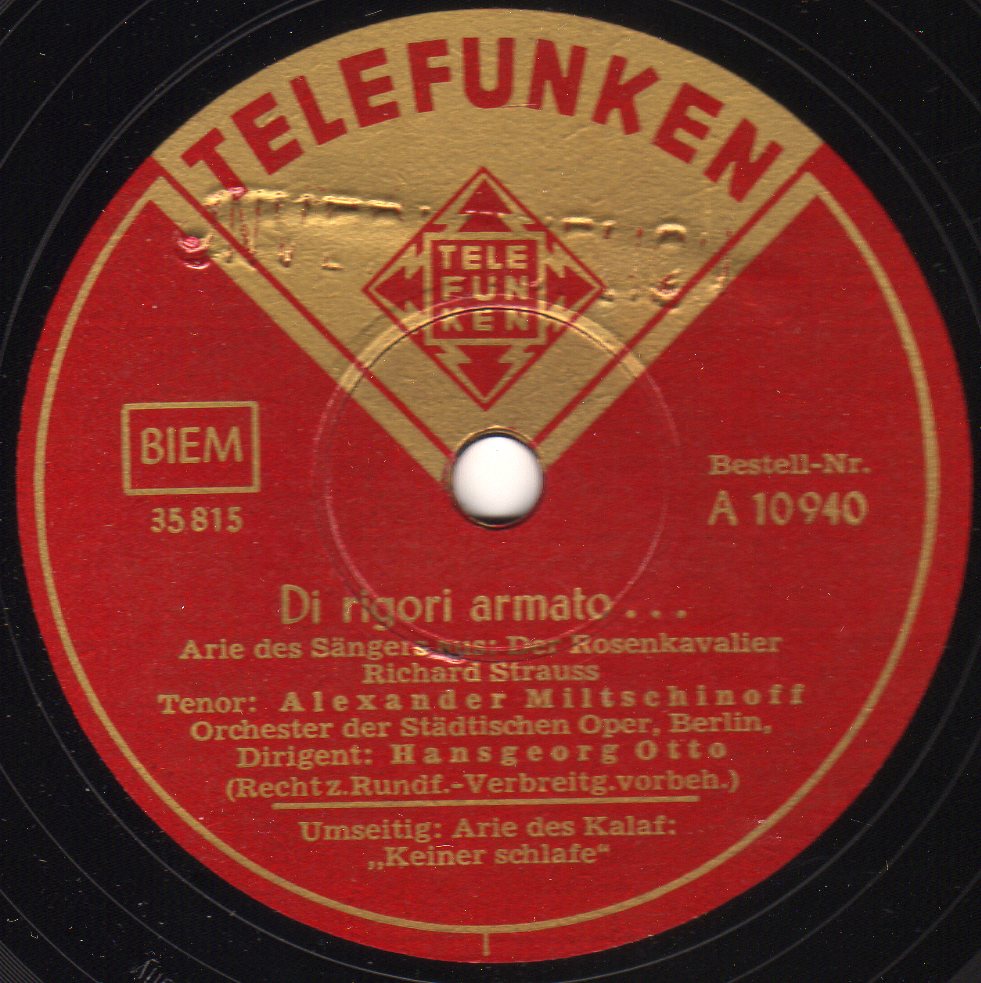 TELEFUNKEN
TELE
FUN
KEN
BIEM
35815
Bestell-Nr.
A 10940
Di rigori armato . . .
Arie des Sängers aus: Der Rosenkavalier
Richard Strauss
Tenor: Alexander Miltschinoff
Orchester der Städtischen Oper, Berlin,
Dirigent: Hansgeorg Otto
(Recht z. Rundf.-Verbreitg. vorbeh.)
Umseitig: Arie des Kalaf:
„Keiner schlafe“